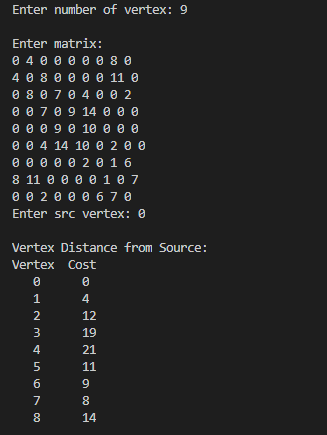 Enter number of vertex: 9
Enter matrix:
0 4 0 0 0 0 0 8 0
4 0 8 0 0 0 0 11 0
0 8 0 7 0 4 0 0 2
0 0 7 0 9 14 0 0 0
0 0 0 9 0 10 0 0 0
0 0 4 14 10 0 2 0 0
0 0 0 0 0 2 0 1 6
8 11 0 0 0 0 1 0 7
0 0 2 0 0 0 6 7 0
Enter src vertex: 0
Vertex Distance from Source:
Vertex Cost
0 0
1 4
2 12
3 19
4 21
5 11
6 9
7 8
8 14